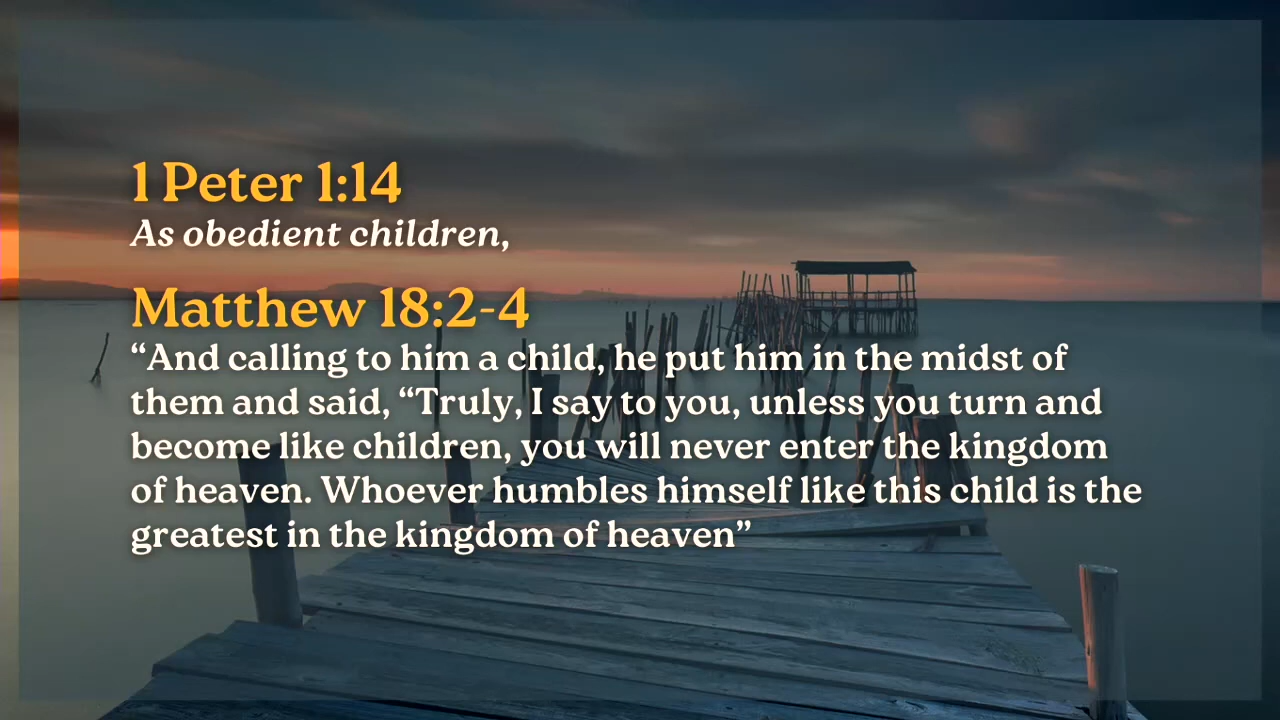 1 Peter 1:14
As obedient children,
Matthew 18:2-4
“And calling to him a child, he put him in the midst of
them and said, “Truly, I say to you, unless you turn and
become like children, you will never enter the kingdom
of heaven. Whoever humbles himself like this child is the
greatest in the kingdom of heaven”